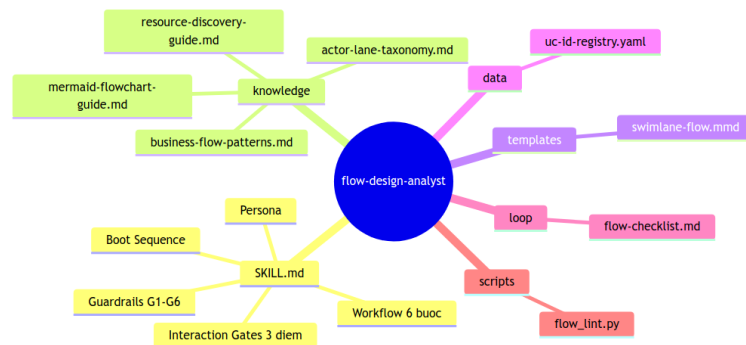 resource-discovery-
guide.md
actor-lane-taxonomy.md
uc-id-registry.yaml
data
mermaid-flowchart-
guide.md
knowledge
swimlane-flow.mmd
templates
business-flow-patterns.md
flow-design-analyst
Persona
loop
flow-checklist.md
Boot Sequence
SKILL.md
scripts
Guardrails G1-G6
Workflow 6 buoc
flow_lint.py
Interaction Gates 3 diem